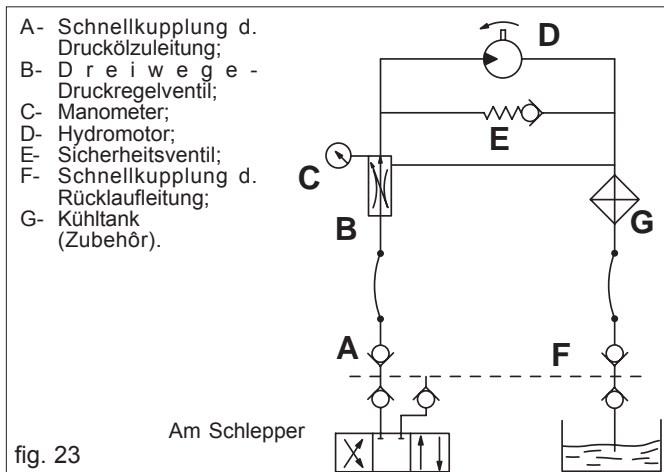 A- Schnellkupplung d.
Druckölzuleitung;
B- D r e i w e g e -
Druckregelventil;
C- Manometer;
D- Hydromotor;
E- Sicherheitsventil;
F- Schnellkupplung d.
Rücklaufleitung;
G- Kühltank
(Zubehôr).
D
E
C
B
G
A
F
Am Schlepper
fig. 23